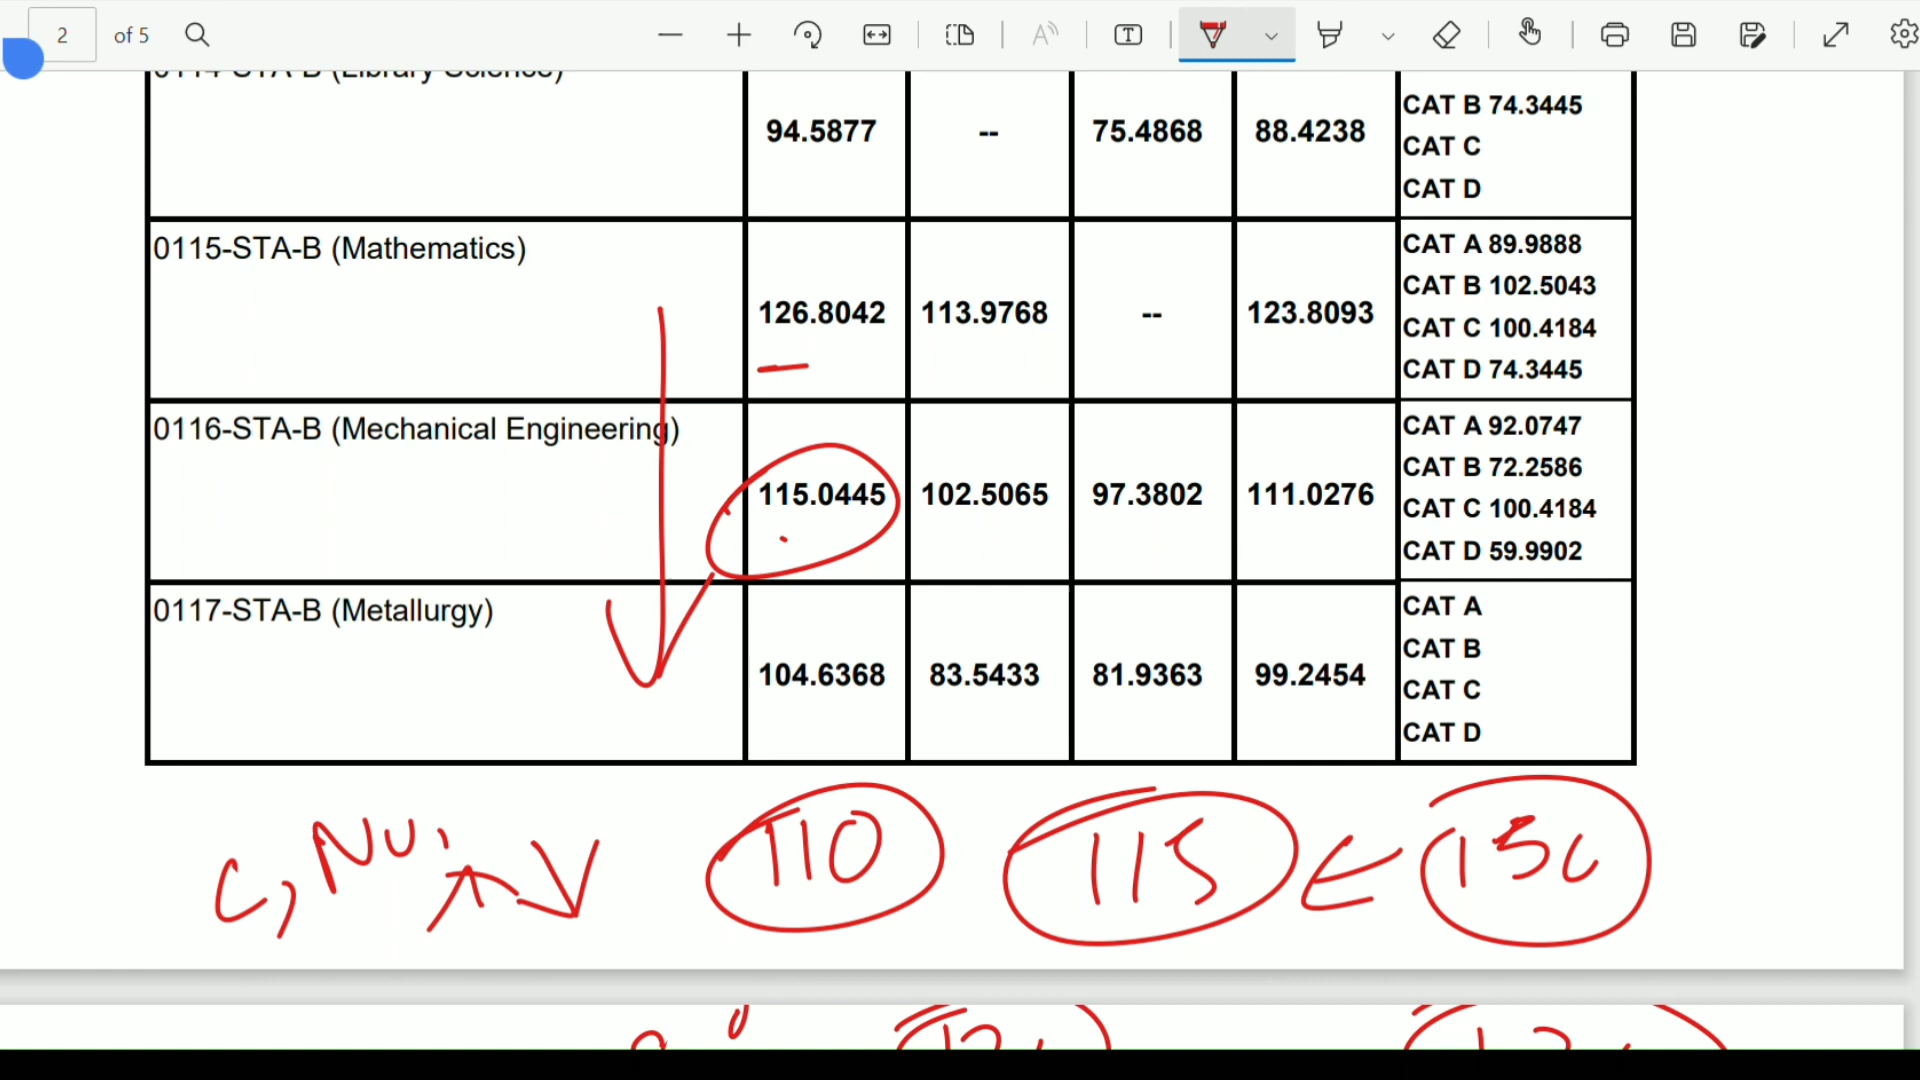 2 of 5
0114-STA-B (Library Science)
94.5877 -- 75.4868 88.4238
CAT B 74.3445
CAT C
CAT D
0115-STA-B (Mathematics)
126.8042 113.9768 -- 123.8093
CAT A 89.9888
CAT B 102.5043
CAT C 100.4184
CAT D 74.3445
0116-STA-B (Mechanical Engineering)
115.0445 102.5065 97.3802 111.0276
CAT A 92.0747
CAT B 72.2586
CAT C 100.4184
CAT D 59.9902
0117-STA-B (Metallurgy)
104.6368 83.5433 81.9363 99.2454
CAT A
CAT B
CAT C
CAT D
110 115